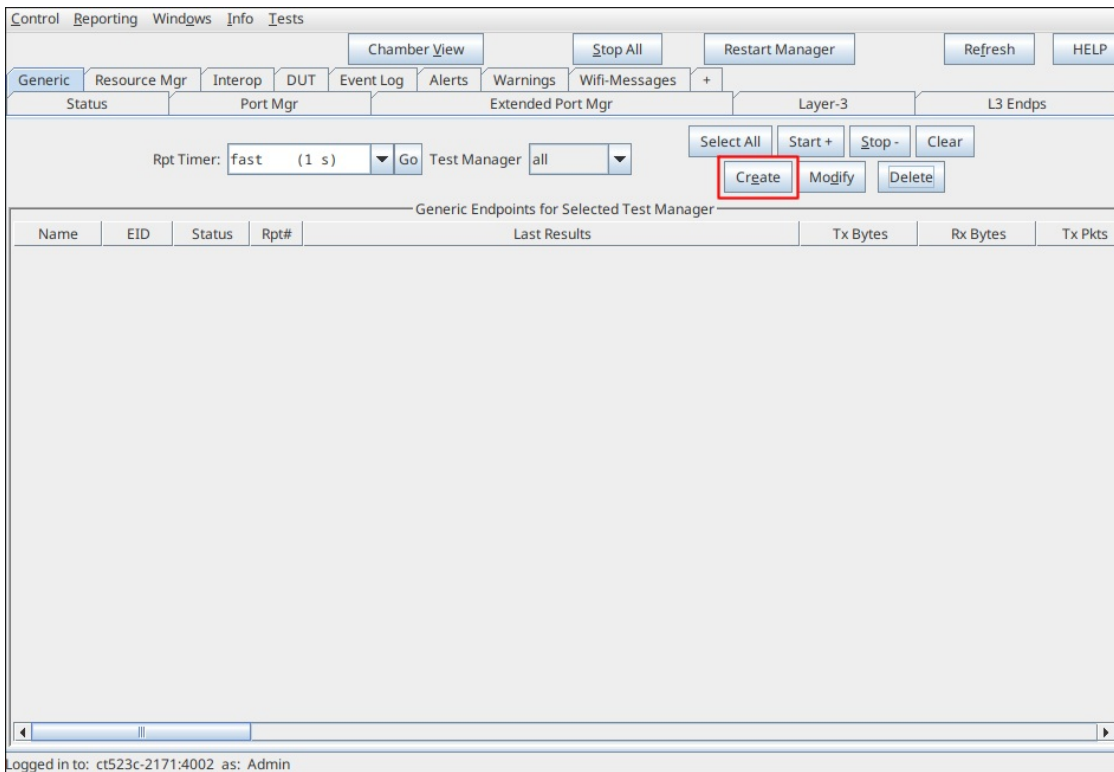 Control Reporting Windows Info Tests
Chamber View Stop All Restart Manager Refresh HELP
Generic Resource Mgr Interop DUT Event Log Alerts Warnings Wifi-Messages +
Status Port Mgr Extended Port Mgr Layer-3 L3 Endps
Select All Start + Stop - Clear
Rpt Timer: fast (1 s) Go Test Manager all
Create Modify Delete
Generic Endpoints for Selected Test Manager
Name EID Status Rpt# Last Results Tx Bytes Rx Bytes Tx Pkts
Logged in to: ct523c-2171:4002 as: Admin